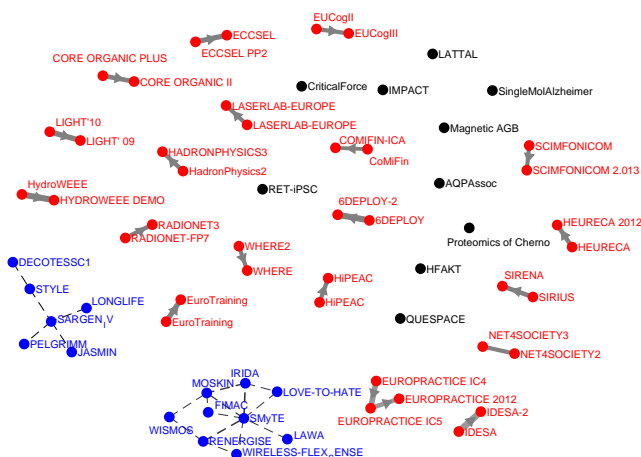 EUCogII
EUCogIII
ECCSEL
ECCSEL PP2
LATTAL
CORE ORGANIC PLUS
CORE ORGANIC II
CriticalForce
IMPACT
SingleMolAlzheimer
LIGHT'10
LIGHT' 09
LASERLAB-EUROPE
LASERLAB-EUROPE
Magnetic AGB
HADRONPHYSICS3
HadronPhysics2
COMIFIN-ICA
CoMiFin
SCIMFONICOM
SCIMFONICOM 2.013
HydroWEEE
HYDROWEEE DEMO
RET-iPSC
AQPAssoc
6DEPLOY-2
6DEPLOY
RADIONET3
RADIONET-FP7
HEURECA 2012
HEURECA
Proteomics of Cherno
WHERE2
WHERE
DECOTESSC1
STYLE
HFAKT
HiPEAC
HiPEAC
SIRENA
SIRIUS
LONGLIFE
SARGEN_IV
PELGRIMM
JASMIN
EuroTraining
EuroTraining
QUESPACE
NET4SOCIETY3
NET4SOCIETY2
IRIDA
MOSKIN
LOVE-TO-HATE
FIMAC
SMyTE
WISMOS
RENERGISE
LAWA
WIRELESS-FLEX_SENSE
EUROPRACTICE IC4
EUROPRACTICE 2012
EUROPRACTICE IC5
IDESA-2
IDESA